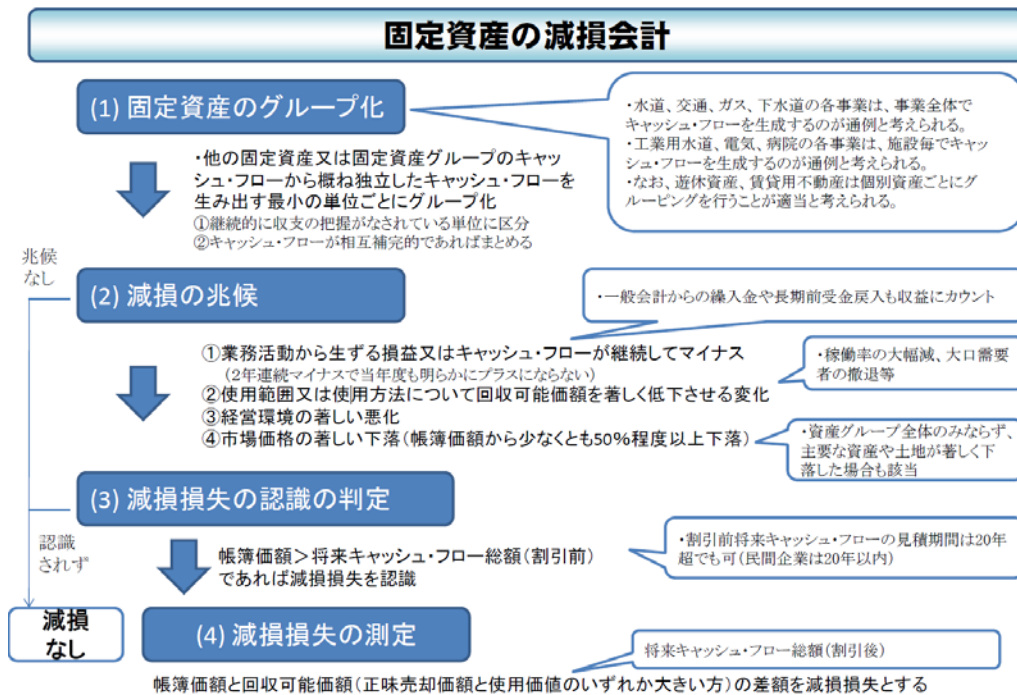 固定資産の減損会計
(1) 固定資産のグループ化
・水道、交通、ガス、下水道の各事業は、事業全体で
キャッシュ・フローを生成するのが通例と考えられる。
・工業用水道、電気、病院の各事業は、施設毎でキャッ
シュ・フローを生成するのが通例と考えられる。
・なお、遊休資産、賃貸用不動産は個別資産ごとにグ
ルーピングを行うことが適当と考えられる。
・他の固定資産又は固定資産グループのキャッ
シュ・フローから概ね独立したキャッシュ・フローを
生み出す最小の単位ごとにグループ化
①継続的に収支の把握がなされている単位に区分
②キャッシュ・フローが相互補完的であればまとめる
兆候
なし
(2) 減損の兆候
・一般会計からの繰入金や長期前受金戻入も収益にカウント
①業務活動から生ずる損益又はキャッシュ・フローが継続してマイナス
(2年連続マイナスで当年度も明らかにプラスにならない)
・稼働率の大幅減、大口需要
者の撤退等
②使用範囲又は使用方法について回収可能価額を著しく低下させる変化
③経営環境の著しい悪化
④市場価格の著しい下落(帳簿価額から少なくとも50%程度以上下落)
・資産グループ全体のみならず、
主要な資産や土地が著しく下
落した場合も該当
(3) 減損損失の認識の判定
認識
されず
帳簿価額＞将来キャッシュ・フロー総額(割引前)
であれば減損損失を認識
・割引前将来キャッシュ・フローの見積期間は20年
超でも可(民間企業は20年以内)
減損
なし
(4) 減損損失の測定
将来キャッシュ・フロー総額(割引後)
帳簿価額と回収可能価額(正味売却価額と使用価値のいずれか大きい方)の差額を減損損失とする